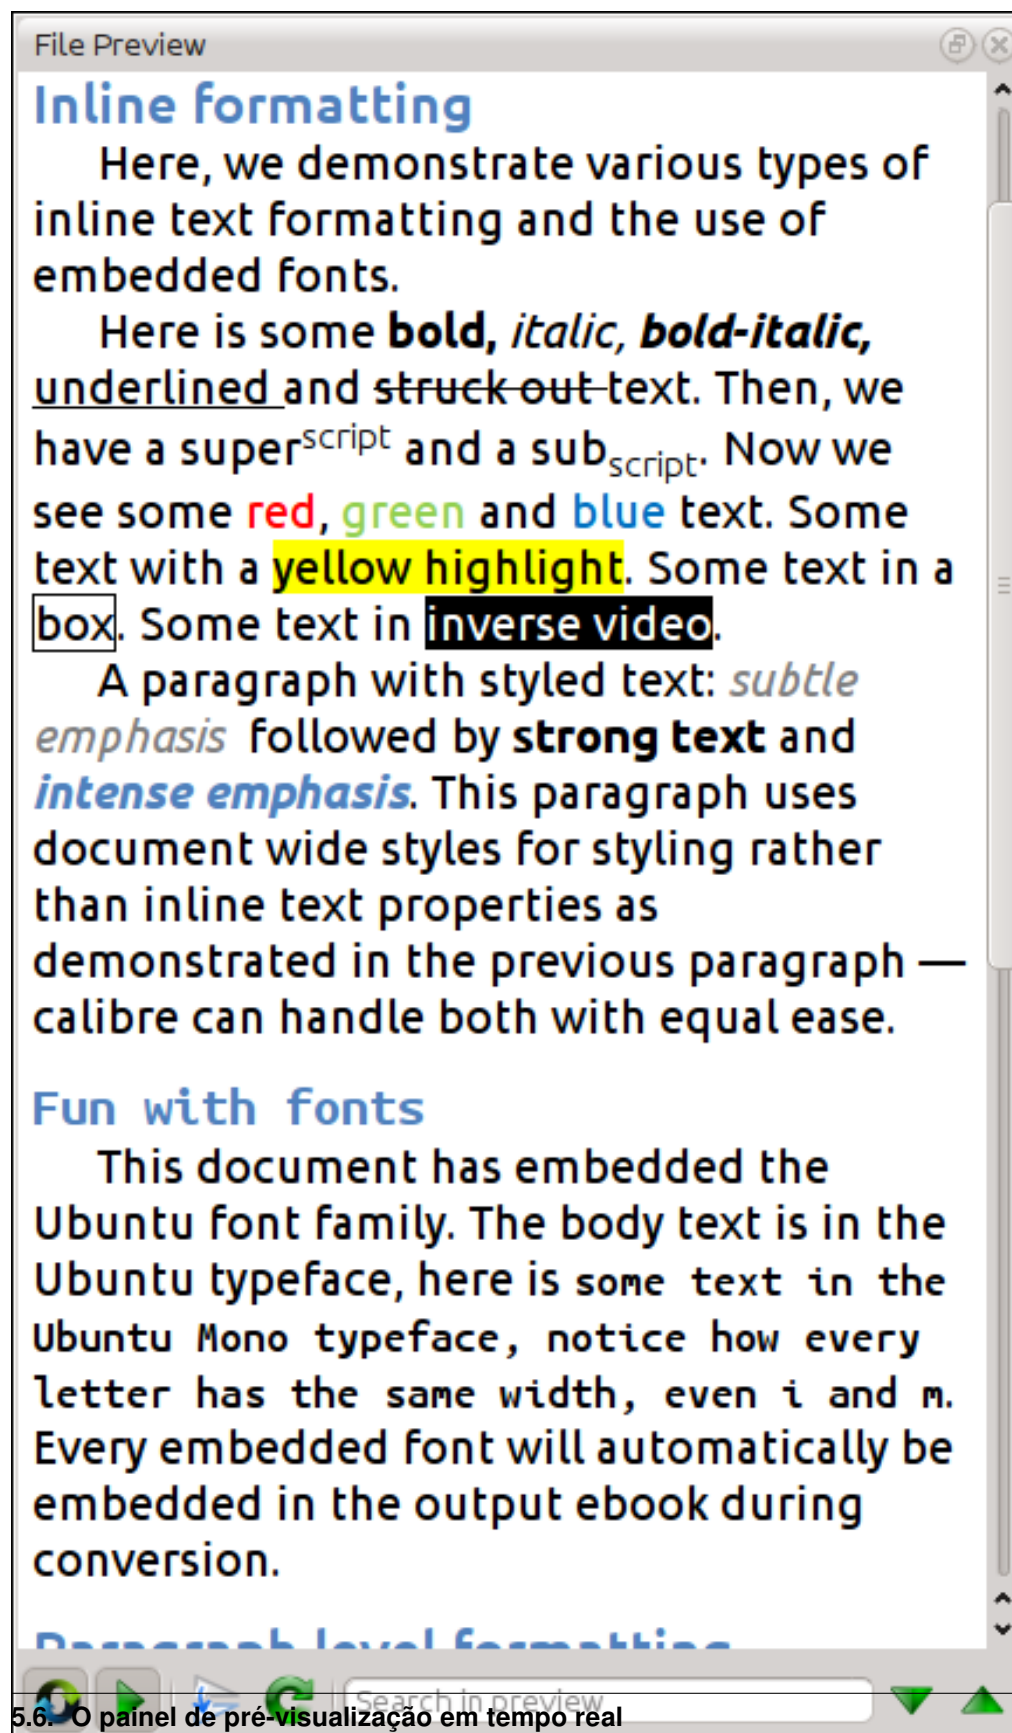 File Preview
Inline formatting
Here, we demonstrate various types of
inline text formatting and the use of
embedded fonts.
Here is some bold, italic, bold-italic,
underlined and struck out text. Then, we
have a superscript and a subscript. Now we
see some red, green and blue text. Some
text with a yellow highlight. Some text in a
box. Some text in inverse video.
A paragraph with styled text: subtle
emphasis followed by strong text and
intense emphasis. This paragraph uses
document wide styles for styling rather
than inline text properties as
demonstrated in the previous paragraph —
calibre can handle both with equal ease.
Fun with fonts
This document has embedded the
Ubuntu font family. The body text is in the
Ubuntu typeface, here is some text in the
Ubuntu Mono typeface, notice how every
letter has the same width, even i and m.
Every embedded font will automatically be
embedded in the output ebook during
conversion.
Paragraph level formatting
Search in preview
5.6. O painel de pré-visualização em tempo real